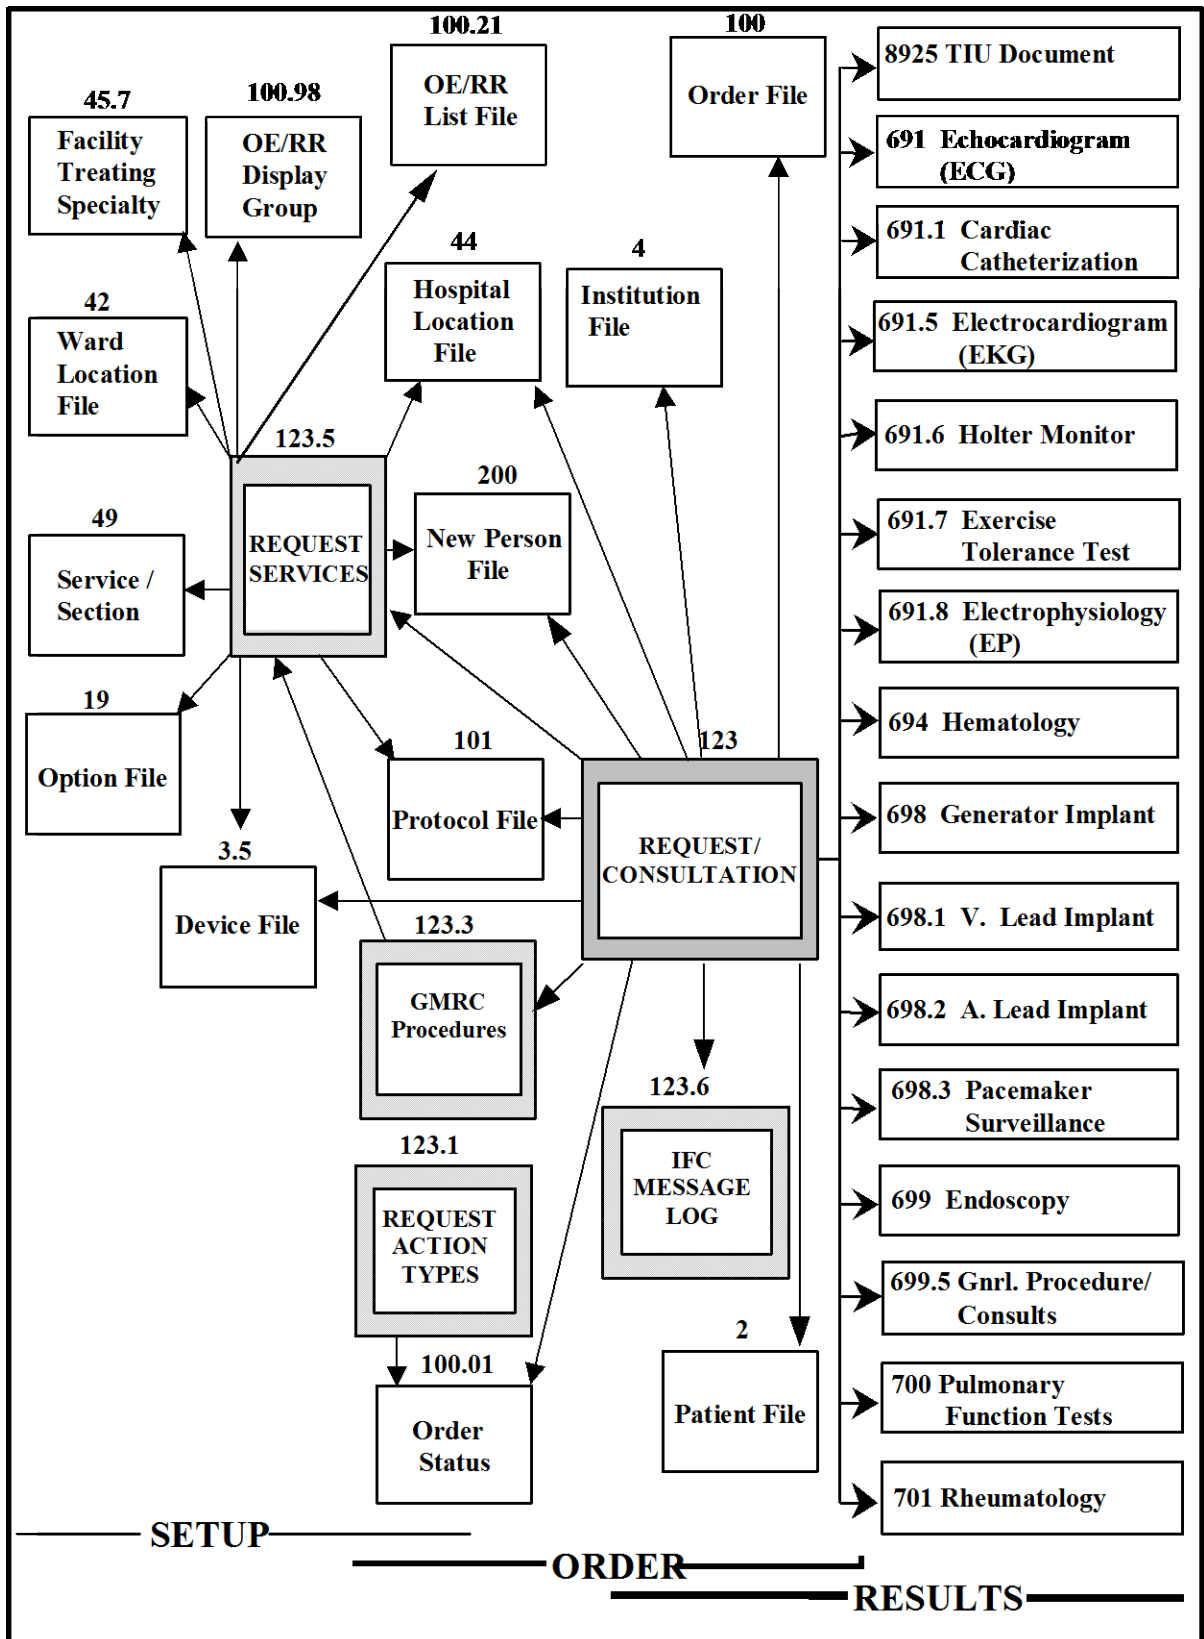 100.21
OE/RR
List File
100
Order File
45.7
Facility
Treating
Specialty
100.98
OE/RR
Display
Group
44
Hospital
Location
File
4
Institution
File
42
Ward
Location
File
123.5
REQUEST
SERVICES
200
New Person
File
49
Service /
Section
19
Option File
101
Protocol File
123
REQUEST/
CONSULTATION
3.5
Device File
123.3
GMRC
Procedures
123.6
IFC
MESSAGE
LOG
123.1
REQUEST
ACTION
TYPES
100.01
Order
Status
2
Patient File
8925 TIU Document
691 Echocardiogram
(ECG)
691.1 Cardiac
Catheterization
691.5 Electrocardiogram
(EKG)
691.6 Holter Monitor
691.7 Exercise
Tolerance Test
691.8 Electrophysiology
(EP)
694 Hematology
698 Generator Implant
698.1 V. Lead Implant
698.2 A. Lead Implant
698.3 Pacemaker
Surveillance
699 Endoscopy
699.5 Gnrl. Procedure/
Consults
700 Pulmonary
Function Tests
701 Rheumatology
SETUP
ORDER
RESULTS